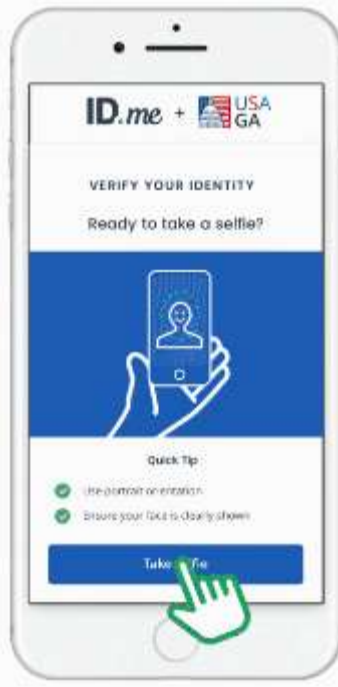 ID.me + USA
GA
VERIFY YOUR IDENTITY
Ready to take a selfie?
Quick Tip
Use portrait orientation
Ensure your face is clearly shown
Take